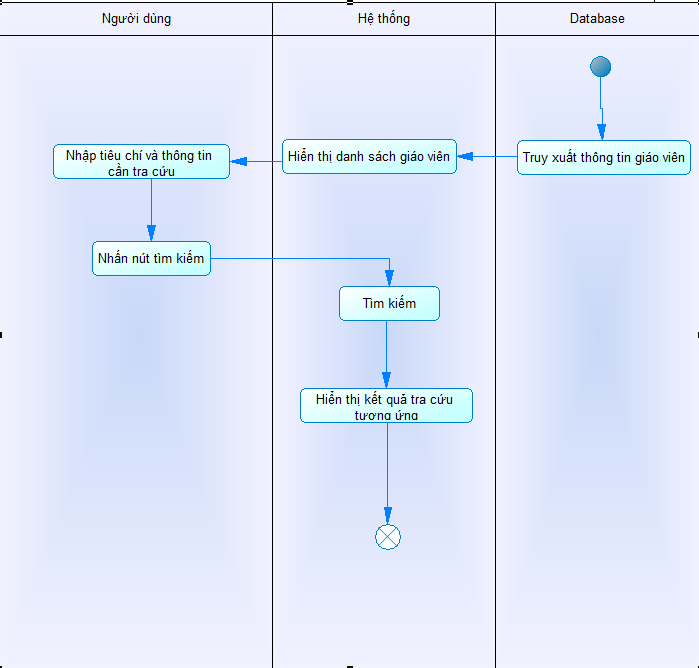 Người dùng
Hệ thống
Database
Nhập tiêu chí và thông tin
cần tra cứu
Hiển thị danh sách giáo viên
Truy xuất thông tin giáo viên
Nhấn nút tìm kiếm
Tìm kiếm
Hiển thị kết quả tra cứu
tương ứng